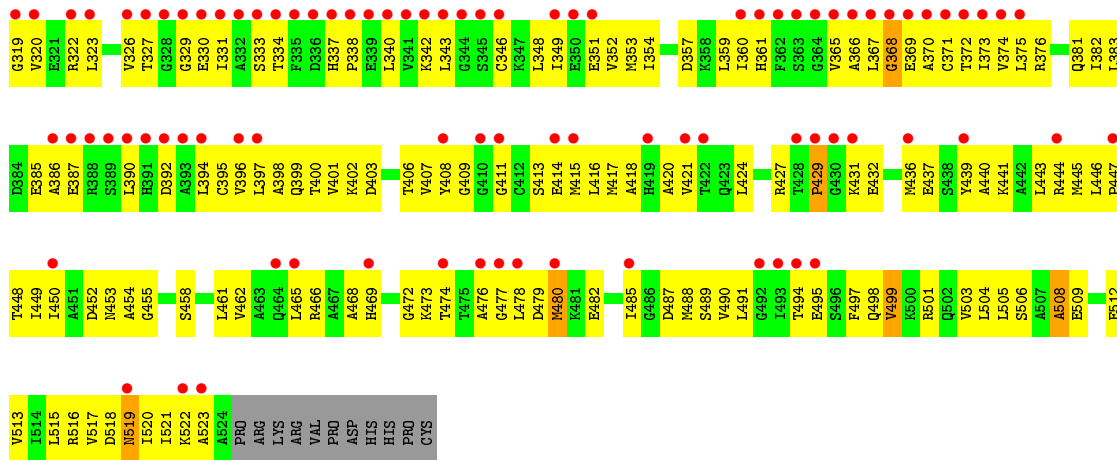 G319 V320 E321 R322 L323 V326 T327 G328 G329 E330 I331 A332 S333 T334 F335 D336 H337 P338 E339 L340 V341 K342 L343 G344 S345 C346 K347 L348 I349 E350 E351 V352 M353 I354 D357 K358 L359 I360 H361 F362 S363 G364 V365 A366 L367 G368 E369 A370 C371 T372 I373 V374 L375 R376 Q381 I382 L383
D384 E385 A386 E387 R388 S389 L390 H391 D392 A393 L394 C395 V396 L397 A398 Q399 T400 V401 K402 D403 T406 V407 Y408 G409 G410 G411 C412 S413 E414 M415 L416 M417 A418 H419 A420 V421 T422 Q423 L424 R427 T428 P429 G430 K431 E432 M436 E437 S438 Y439 A440 K441 A442 L443 R444 M445 L446 P447
T448 I449 I450 A451 D452 N453 A454 G455 S458 L461 V462 A463 Q464 L465 R466 A467 A468 H469 G472 K473 T474 T475 A476 G477 L478 D479 M480 K481 E482 I485 G486 D487 M488 S489 V490 L491 G492 I493 T494 E495 S496 F497 Q498 V499 K500 R501 Q502 V503 L504 L505 S506 A507 A508 E509 E512
V513 I514 L515 R516 V517 D518 N519 I520 I521 K522 A523 A524 PRO ARG LYS ARG VAL PRO ASP HIS HIS PRO CYS